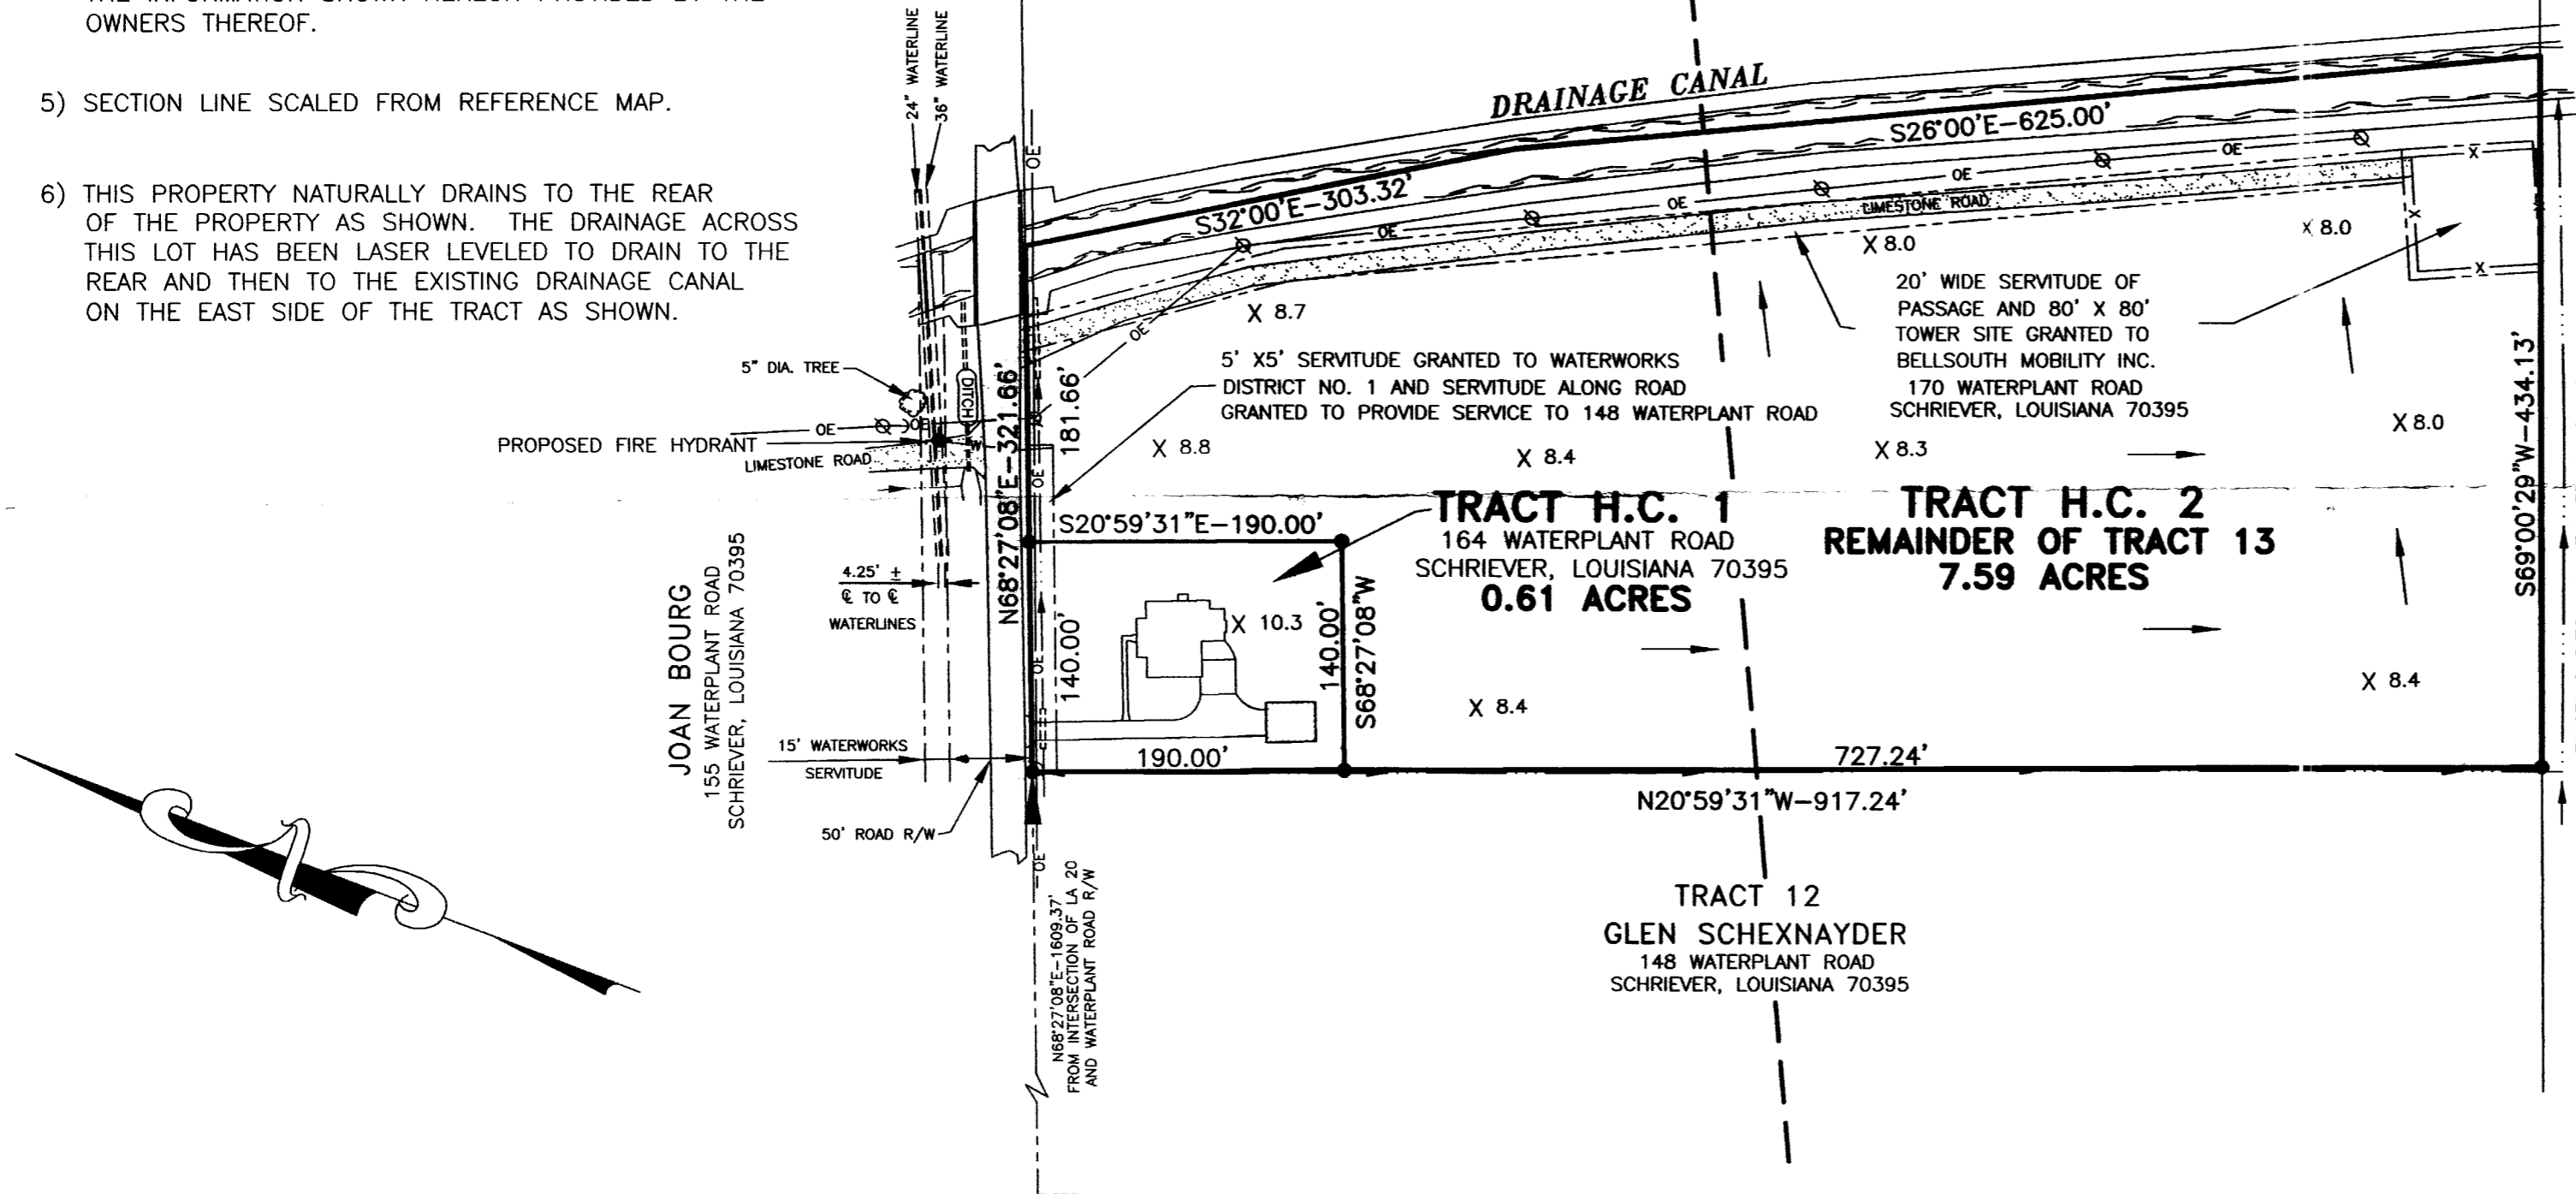 OWNERS THEREOF.
5) SECTION LINE SCALED FROM REFERENCE MAP.
6) THIS PROPERTY NATURALLY DRAINS TO THE REAR
OF THE PROPERTY AS SHOWN. THE DRAINAGE ACROSS
THIS LOT HAS BEEN LASER LEVELED TO DRAIN TO THE
REAR AND THEN TO THE EXISTING DRAINAGE CANAL
ON THE EAST SIDE OF THE TRACT AS SHOWN.
24" WATERLINE
36" WATERLINE
DRAINAGE CANAL
S26°00'E-625.00'
S32°00'E-303.32'
OE
OE
OE
OE
OE
OE
LIMESTONE ROAD
X 8.0
X 8.0
X 8.7
20' WIDE SERVITUDE OF
PASSAGE AND 80' X 80'
TOWER SITE GRANTED TO
BELLSOUTH MOBILITY INC.
170 WATERPLANT ROAD
SCHRIEVER, LOUISIANA 70395
5' X5' SERVITUDE GRANTED TO WATERWORKS
DISTRICT NO. 1 AND SERVITUDE ALONG ROAD
GRANTED TO PROVIDE SERVICE TO 148 WATERPLANT ROAD
5" DIA. TREE
DITCH
OE
OE
W
PROPOSED FIRE HYDRANT
LIMESTONE ROAD
N68°27'08"E-321.66'
181.66'
OE
X 8.8
X 8.4
X 8.3
X 8.0
S69°00'29"W-434.13'
S20°59'31"E-190.00'
TRACT H.C. 1
164 WATERPLANT ROAD
SCHRIEVER, LOUISIANA 70395
0.61 ACRES
TRACT H.C. 2
REMAINDER OF TRACT 13
7.59 ACRES
JOAN BOURG
155 WATERPLANT ROAD
SCHRIEVER, LOUISIANA 70395
4.25' ±
℄ TO ℄
WATERLINES
X 10.3
140.00'
OE
140.00'
S68°27'08"W
X 8.4
X 8.4
15' WATERWORKS
SERVITUDE
190.00'
727.24'
N20°59'31"W-917.24'
50' ROAD R/W
OE
N68°27'08"E-1609.37'
FROM INTERSECTION OF LA 20
AND WATERPLANT ROAD R/W
TRACT 12
GLEN SCHEXNAYDER
148 WATERPLANT ROAD
SCHRIEVER, LOUISIANA 70395